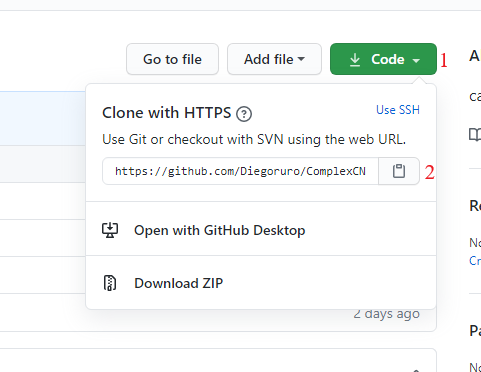 Go to file Add file Code 1
Clone with HTTPS Use SSH
Use Git or checkout with SVN using the web URL.
https://github.com/Diegoruro/ComplexCN 2
Open with GitHub Desktop
Download ZIP
2 days ago
A
ca
Re
No
Cr
Pa
No